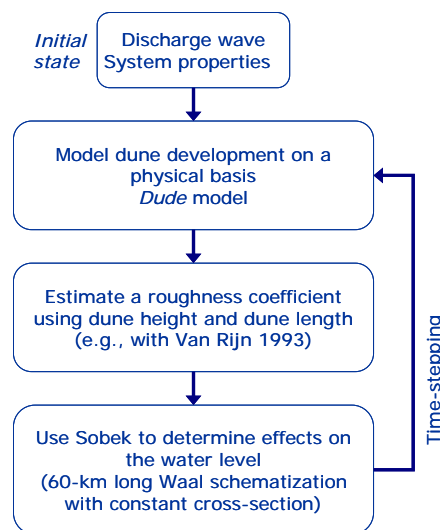 Initial
state
Discharge wave
System properties
Model dune development on a
physical basis
Dude model
Estimate a roughness coefficient
using dune height and dune length
(e.g., with Van Rijn 1993)
Use Sobek to determine effects on
the water level
(60-km long Waal schematization
with constant cross-section)
Time-stepping